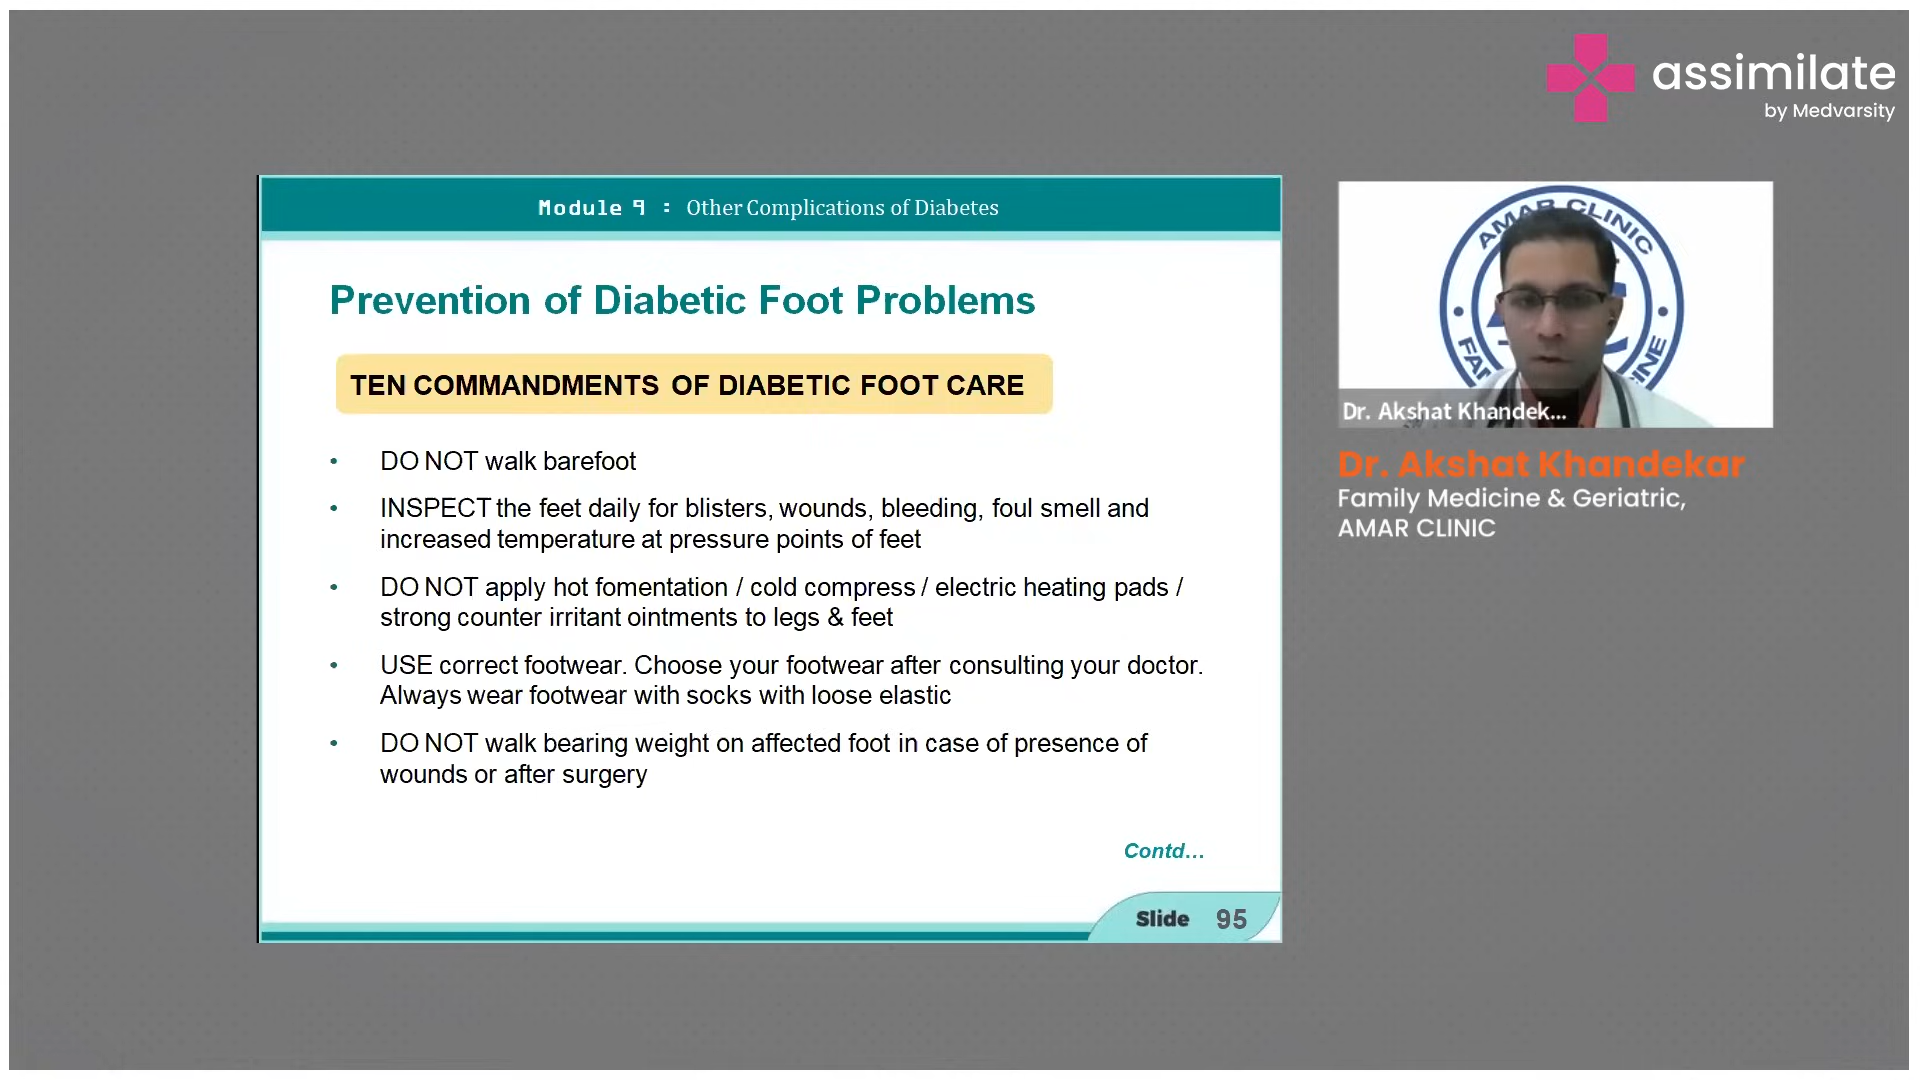 assimilate
by Medvarsity
Module 9 : Other Complications of Diabetes
Prevention of Diabetic Foot Problems
TEN COMMANDMENTS OF DIABETIC FOOT CARE
• DO NOT walk barefoot
• INSPECT the feet daily for blisters, wounds, bleeding, foul smell and
increased temperature at pressure points of feet
• DO NOT apply hot fomentation / cold compress / electric heating pads /
strong counter irritant ointments to legs & feet
• USE correct footwear. Choose your footwear after consulting your doctor.
Always wear footwear with socks with loose elastic
• DO NOT walk bearing weight on affected foot in case of presence of
wounds or after surgery
Contd...
Slide 95
AMAR CLINIC
Dr. Akshat Khandek...
Dr. Akshat Khandekar
Family Medicine & Geriatric,
AMAR CLINIC